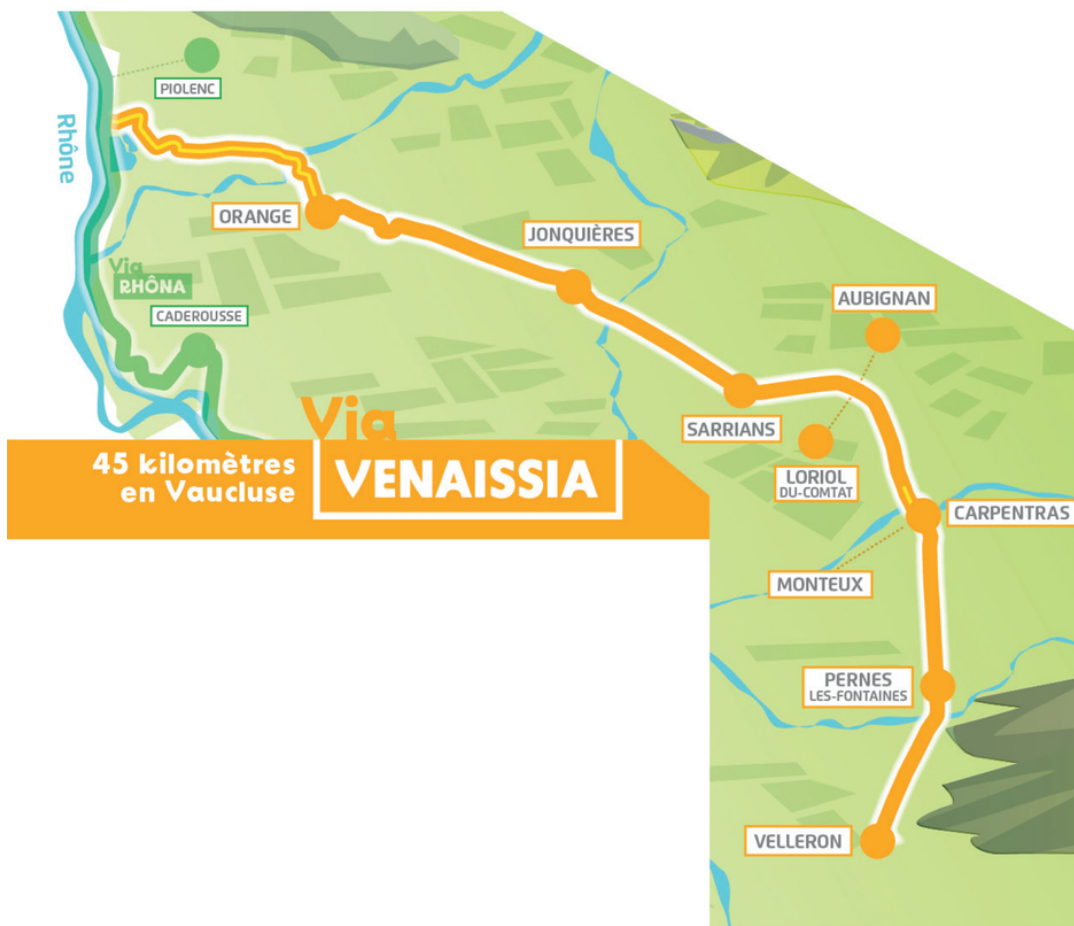 PIOLENC
Rhône
ORANGE
JONQUIÈRES
Via
RHÔNA
AUBIGNAN
CADEROUSSE
SARRIANS
Via
VENAISSIA
45 kilomètres
en Vaucluse
LORIOL
DU-COMTAT
CARPENTRAS
MONTEUX
PERNES
LES-FONTAINES
VELLERON